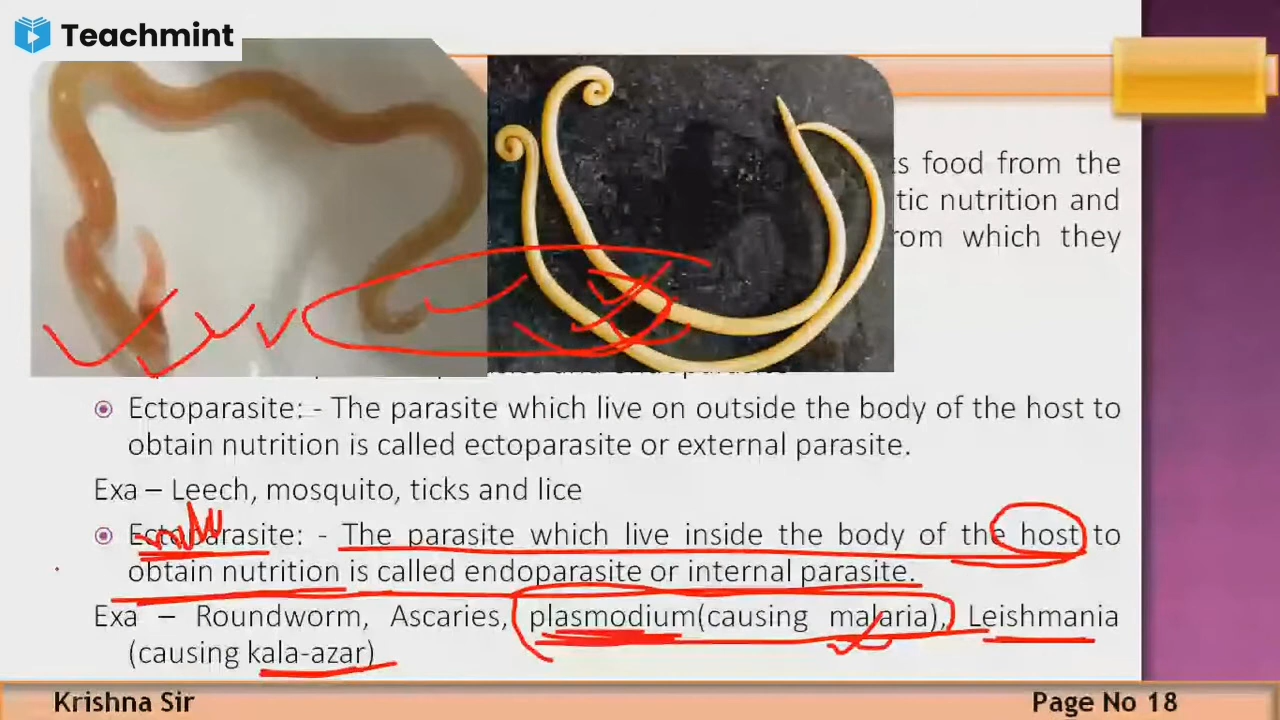 Teachmint
food from the
tic nutrition and
from which they
Ectoparasite: - The parasite which live on outside the body of the host to
obtain nutrition is called ectoparasite or external parasite.
Exa – Leech, mosquito, ticks and lice
Ectoparasite: - The parasite which live inside the body of the host to
obtain nutrition is called endoparasite or internal parasite.
Exa – Roundworm, Ascaries, plasmodium(causing malaria), Leishmania
(causing kala-azar)
Krishna Sir
Page No 18